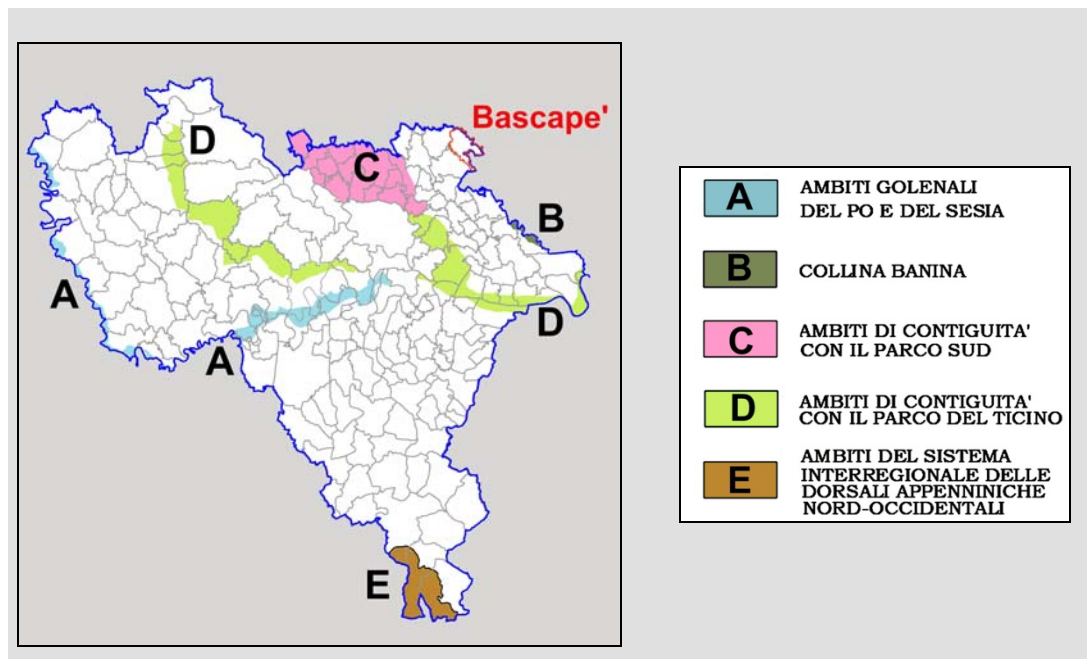 Bascape'
D
C
B
A
D
A
E
A AMBITI GOLENALI
DEL PO E DEL SESIA
B COLLINA BANINA
C AMBITI DI CONTIGUITA'
CON IL PARCO SUD
D AMBITI DI CONTIGUITA'
CON IL PARCO DEL TICINO
E AMBITI DEL SISTEMA
INTERREGIONALE DELLE
DORSALI APPENNINICHE
NORD-OCCIDENTALI